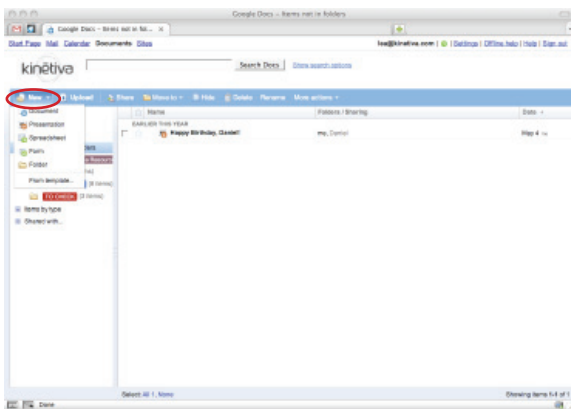 Google Docs - Items not in folders
Google Docs - Items not in fol...
Start Page Mail Calendar Documents Sites
lee@kinetiva.com | Settings | Offline help | Help | Sign out
kinetiva
Search Docs Show search options
New Upload Share Move to Hide Delete Rename More actions
Document
Presentation
Spreadsheet
Form
Folder
From template...
TO CHECK [3 items]
Items by type
Shared with...
Name Folders / Sharing Date
EARLIER THIS YEAR
Happy Birthday, Daniel! me, Daniel May 4
Select: All 1, None Showing items 1-1 of 1
Done